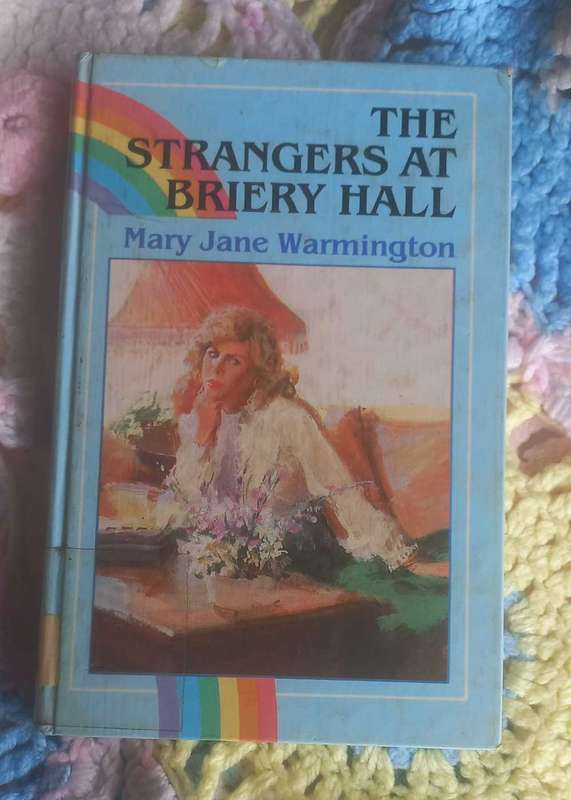 THE
STRANGERS AT
BRIERY HALL
Mary Jane Warmington